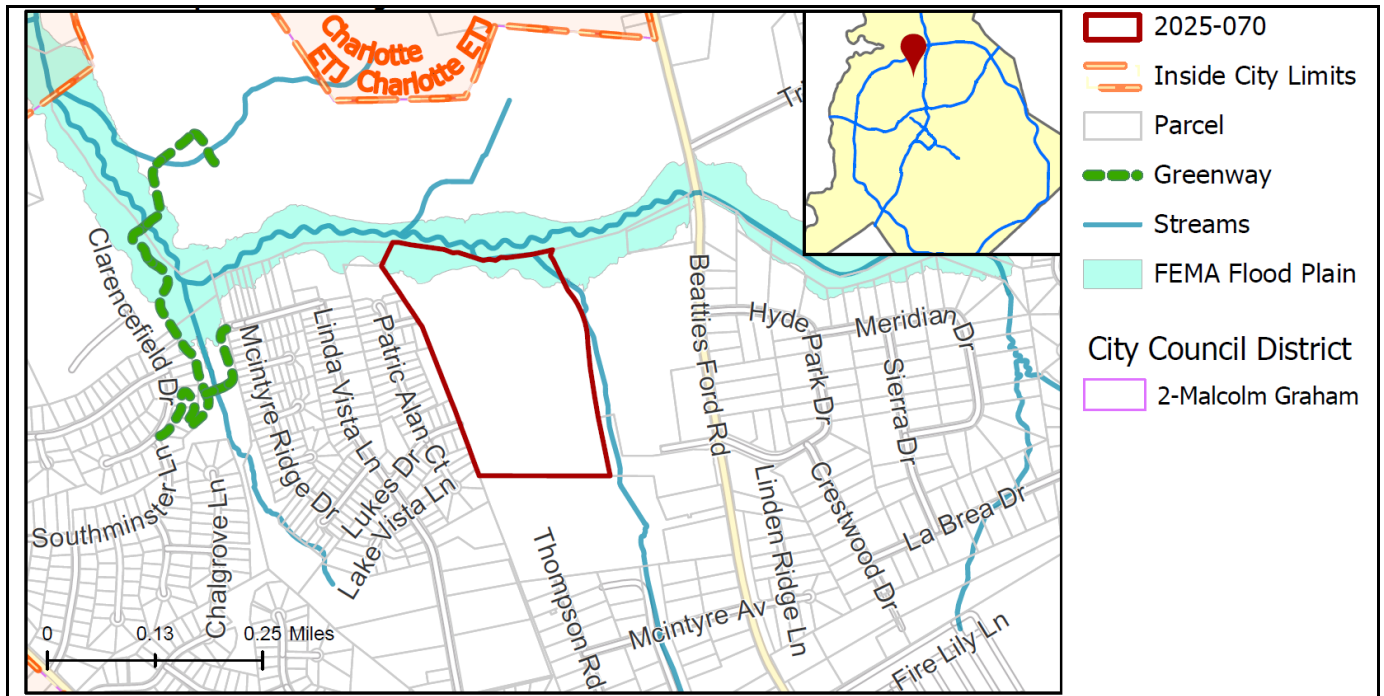 Charlotte
ETJ
Charlotte ETJ
Tri
Clarencefield Dr
Mcintyre Ridge Dr
Linda Vista Ln
Patric Alan Ct
Lukes Dr
Lake Vista Ln
Southminster Ln
Chalgrove Ln
Thompson Rd
Mcintyre Av
Beatties Ford Rd
Hyde Park Dr
Meridian Dr
Sierra Dr
Linden Ridge Ln
Crestwood Dr
La Brea Dr
Fire Lily Ln
0 0.13 0.25 Miles
2025-070
Inside City Limits
Parcel
Greenway
Streams
FEMA Flood Plain
City Council District
2-Malcolm Graham